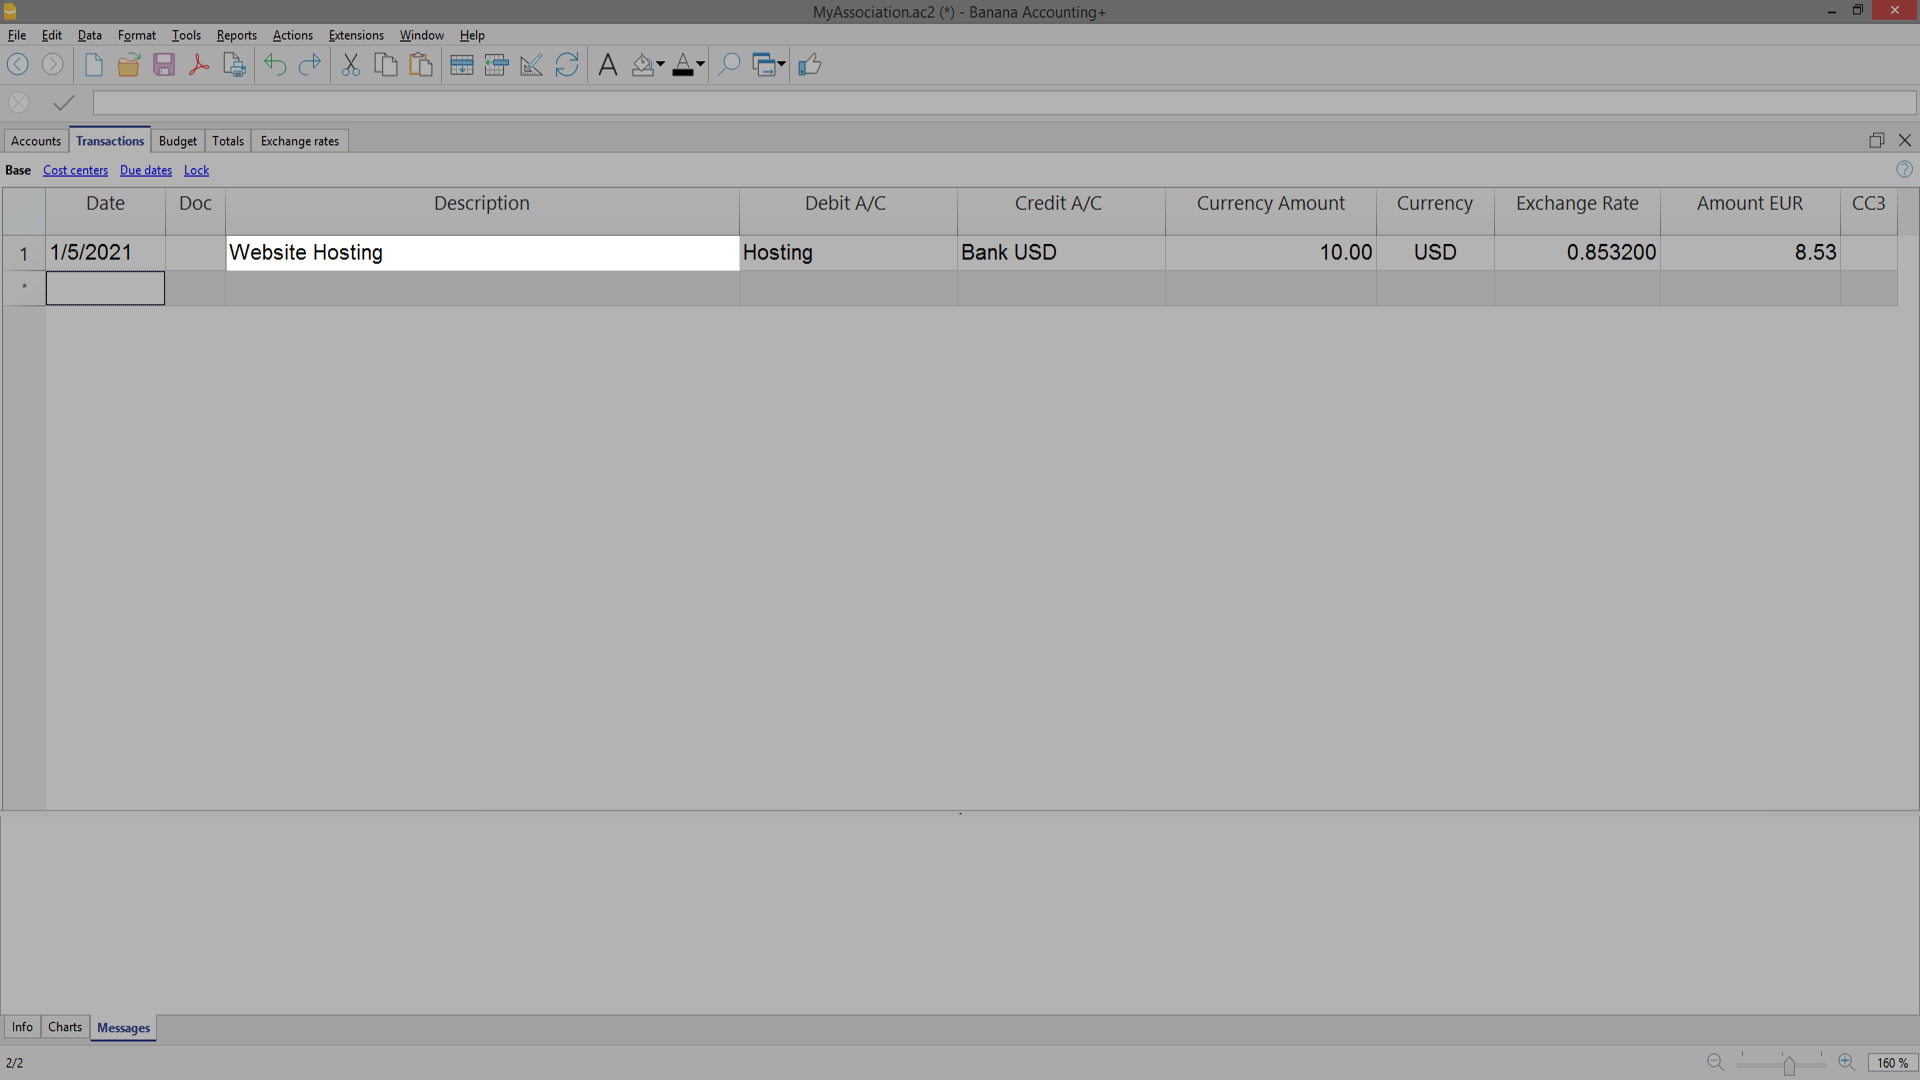 MyAssociation.ac2 (*) - Banana Accounting+
File Edit Data Format Tools Reports Actions Extensions Window Help
Accounts Transactions Budget Totals Exchange rates
Base Cost centers Due dates Lock
Date Doc Description Debit A/C Credit A/C Currency Amount Currency Exchange Rate Amount EUR CC3
1 1/5/2021 Website Hosting Hosting Bank USD 10.00 USD 0.853200 8.53
*
Info Charts Messages
2/2 160 %